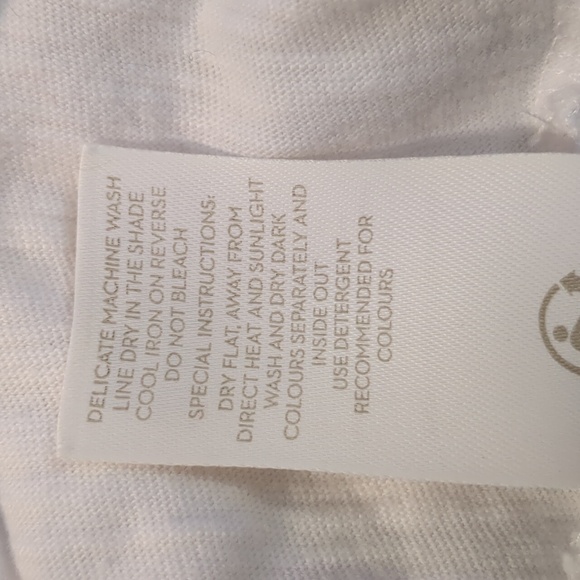 DELICATE MACHINE WASH
LINE DRY IN THE SHADE
COOL IRON ON REVERSE
DO NOT BLEACH
SPECIAL INSTRUCTIONS:
DRY FLAT, AWAY FROM
DIRECT HEAT AND SUNLIGHT
WASH AND DRY DARK
COLOURS SEPARATELY AND
INSIDE OUT
USE DETERGENT
RECOMMENDED FOR
COLOURS